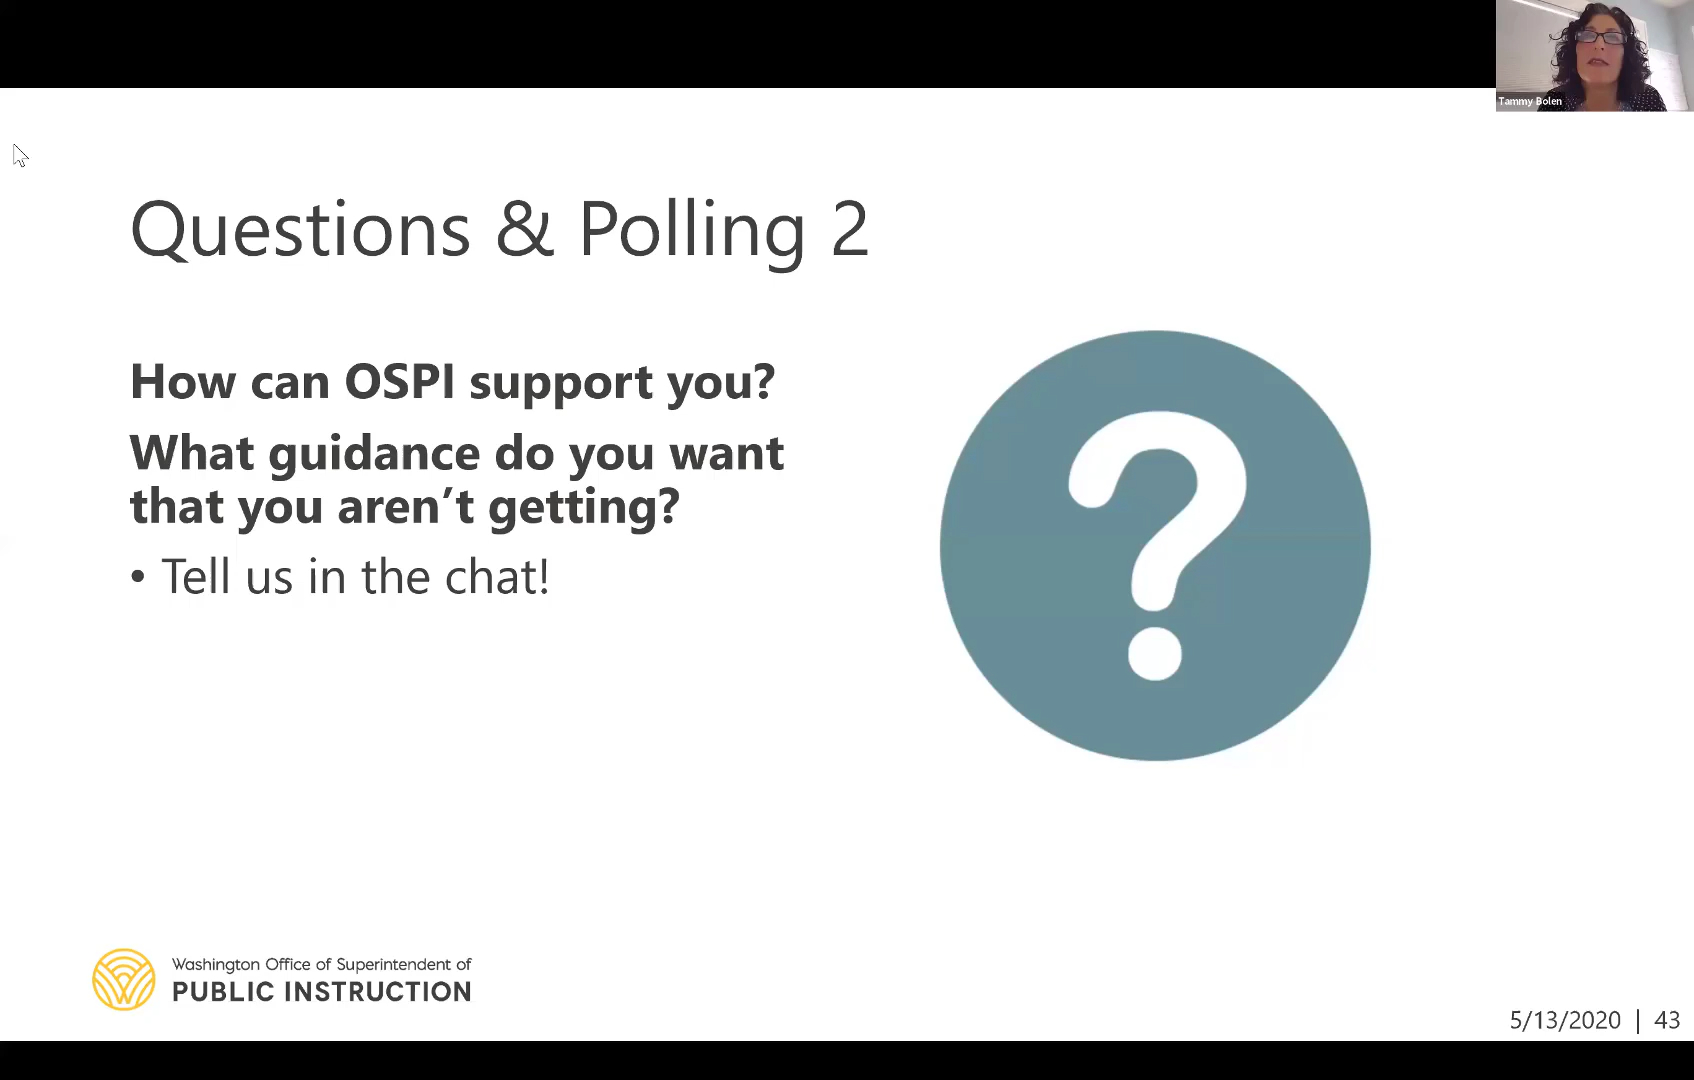 Tammy Bolen
Questions & Polling 2
How can OSPI support you?
What guidance do you want
that you aren’t getting?
• Tell us in the chat!
?
Washington Office of Superintendent of
PUBLIC INSTRUCTION
5/13/2020 | 43